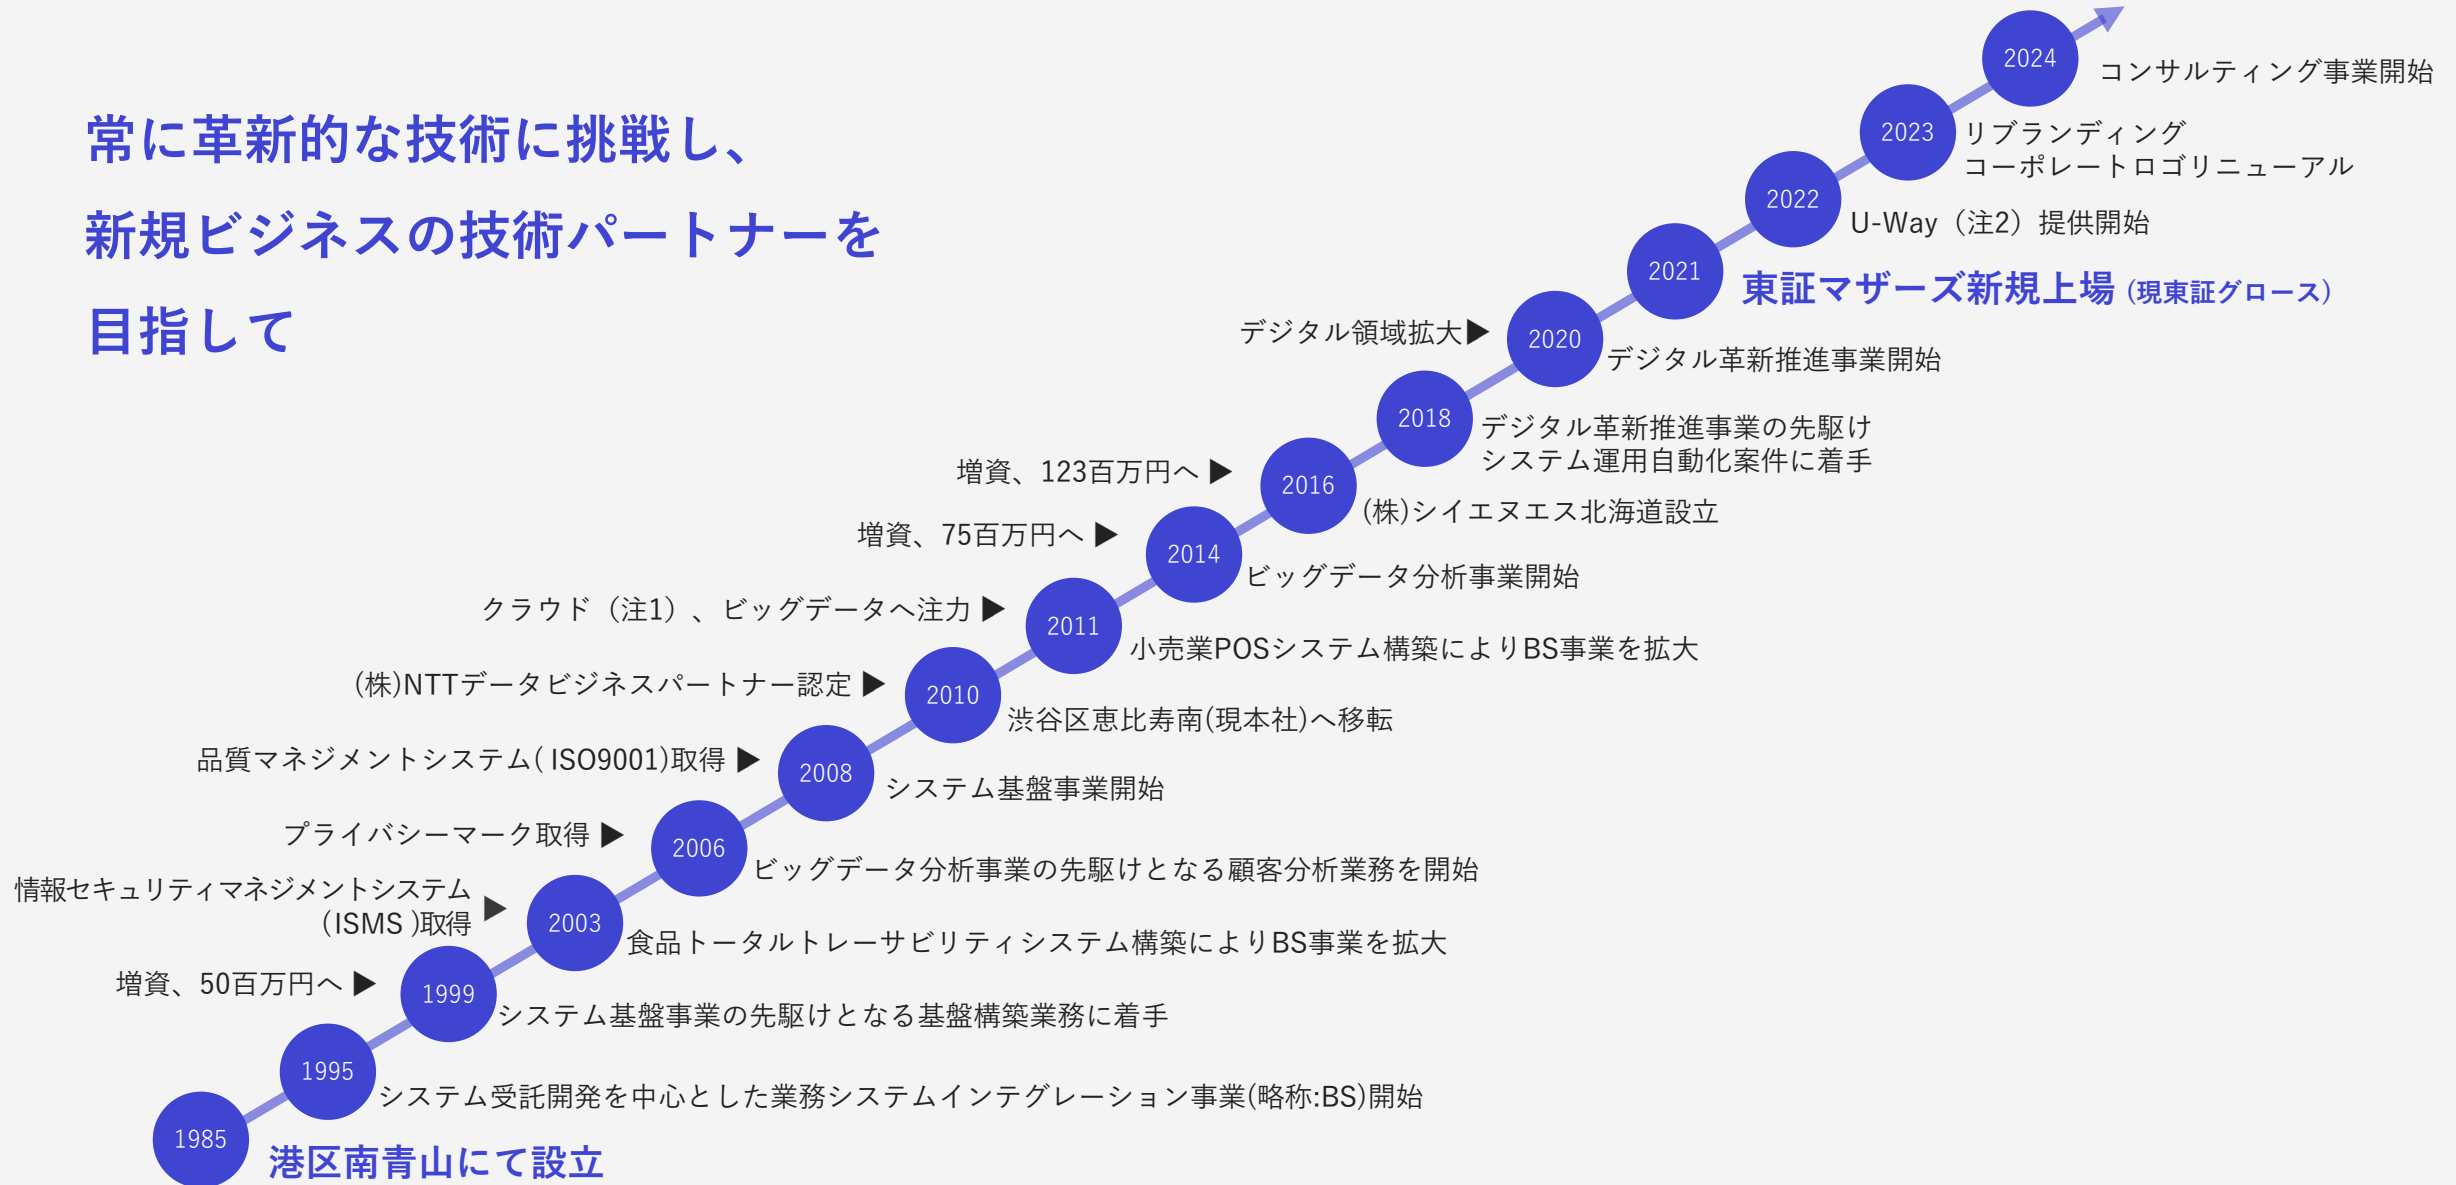 常に革新的な技術に挑戦し、
新規ビジネスの技術パートナーを
目指して
2024
コンサルティング事業開始
2023
リブランディング
コーポレートロゴリニューアル
2022
U-Way（注2）提供開始
2021
東証マザーズ新規上場 (現東証グロース)
デジタル領域拡大▶
2020
デジタル革新推進事業開始
2018
デジタル革新推進事業の先駆け
システム運用自動化案件に着手
増資、123百万円へ ▶
2016
(株)シイエヌエス北海道設立
増資、75百万円へ ▶
2014
ビッグデータ分析事業開始
クラウド（注1）、ビッグデータへ注力 ▶
2011
小売業POSシステム構築によりBS事業を拡大
(株)NTTデータビジネスパートナー認定 ▶
2010
渋谷区恵比寿南(現本社)へ移転
品質マネジメントシステム( ISO9001)取得 ▶
2008
システム基盤事業開始
プライバシーマーク取得 ▶
2006
ビッグデータ分析事業の先駆けとなる顧客分析業務を開始
情報セキュリティマネジメントシステム
(ISMS )取得 ▶
2003
食品トータルトレーサビリティシステム構築によりBS事業を拡大
増資、50百万円へ ▶
1999
システム基盤事業の先駆けとなる基盤構築業務に着手
1995
システム受託開発を中心とした業務システムインテグレーション事業(略称:BS)開始
1985
港区南青山にて設立